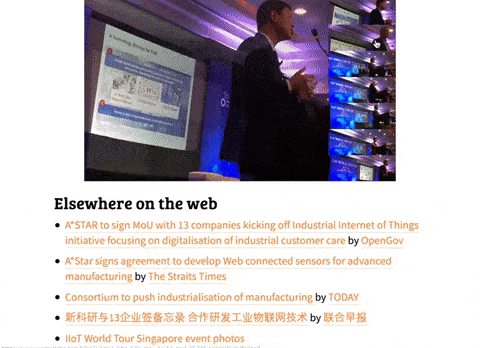 Elsewhere on the web
A*STAR to sign MoU with 13 companies kicking off Industrial Internet of Things
initiative focusing on digitalisation of industrial customer care by OpenGov
A*Star signs agreement to develop Web connected sensors for advanced
manufacturing by The Straits Times
Consortium to push industrialisation of manufacturing by TODAY
新科研与13企业签备忘录 合作研发工业物联网技术 by 联合早报
IIoT World Tour Singapore event photos